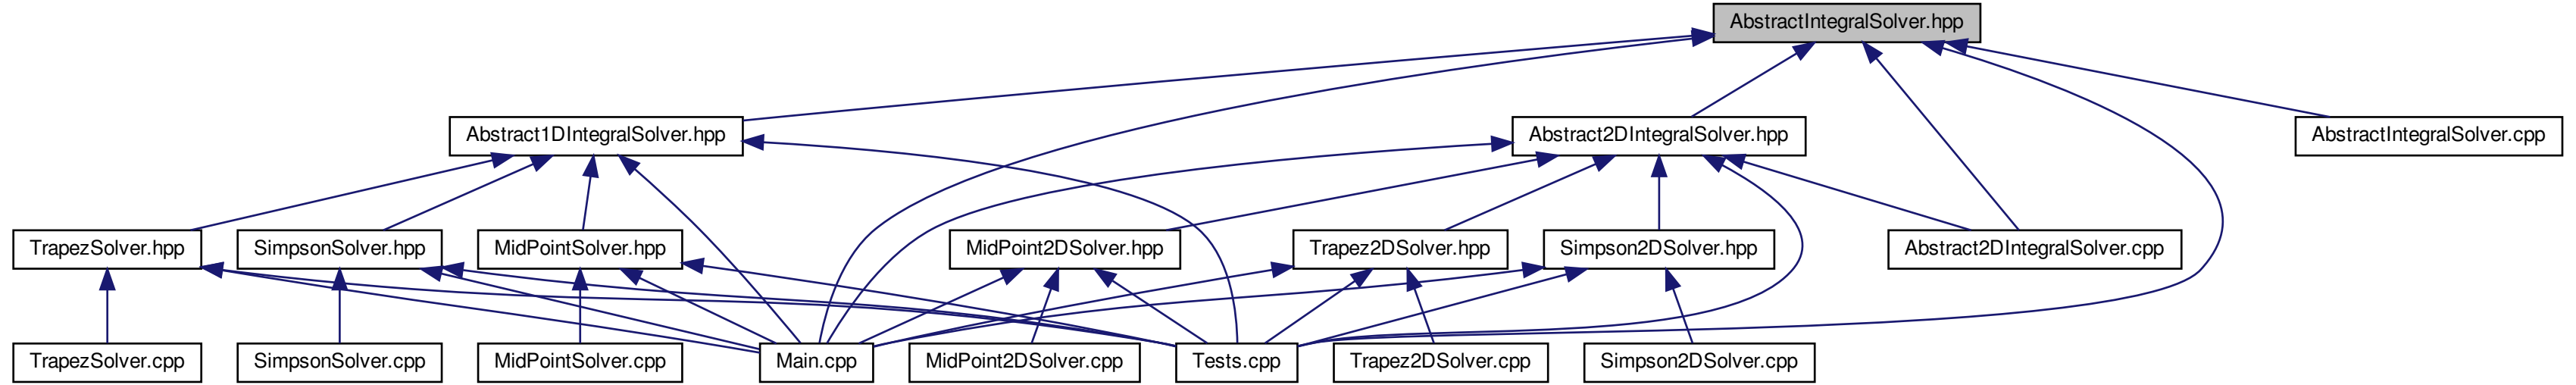 AbstractIntegralSolver.hpp
Abstract1DIntegralSolver.hpp
Abstract2DIntegralSolver.hpp
AbstractIntegralSolver.cpp
TrapezSolver.hpp
SimpsonSolver.hpp
MidPointSolver.hpp
MidPoint2DSolver.hpp
Trapez2DSolver.hpp
Simpson2DSolver.hpp
Abstract2DIntegralSolver.cpp
TrapezSolver.cpp
SimpsonSolver.cpp
MidPointSolver.cpp
Main.cpp
MidPoint2DSolver.cpp
Tests.cpp
Trapez2DSolver.cpp
Simpson2DSolver.cpp